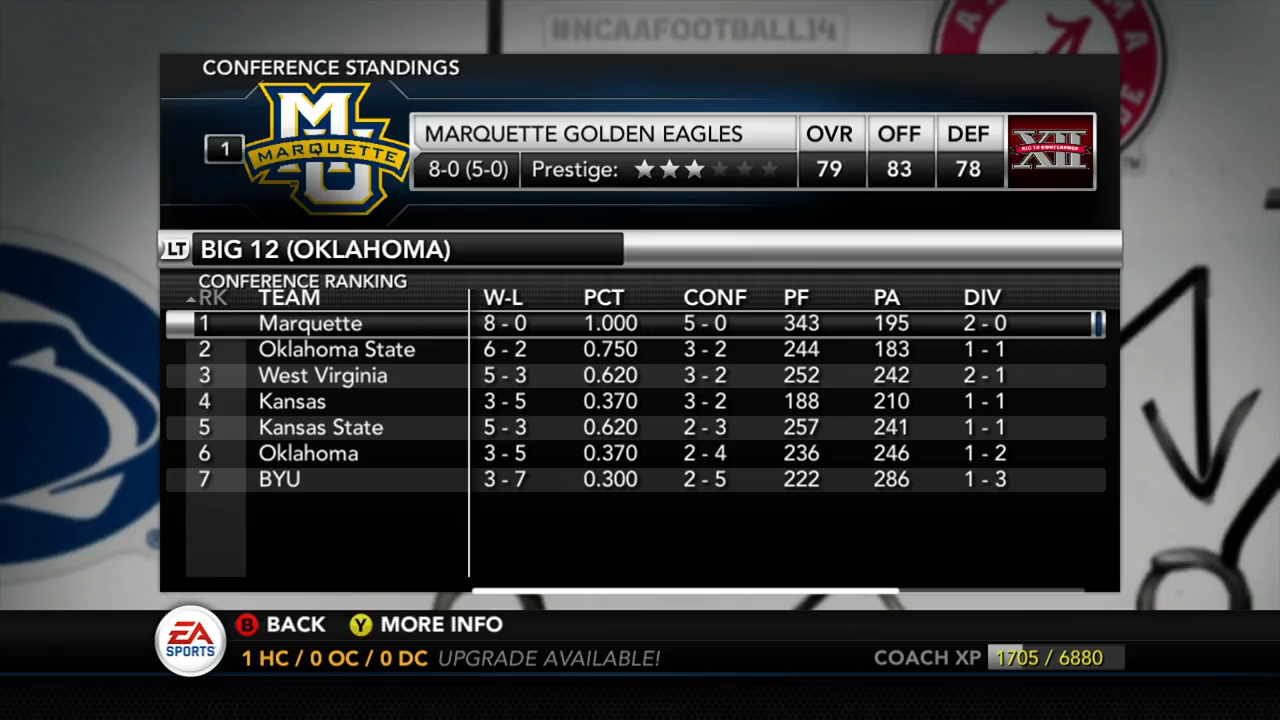 #NCAAFOOTBALL14
CONFERENCE STANDINGS
1
MU
MARQUETTE
MARQUETTE GOLDEN EAGLES
OVR OFF DEF
8-0 (5-0) Prestige: 79 83 78
XII
BIG 12 CONFERENCE
LT BIG 12 (OKLAHOMA)
CONFERENCE RANKING
RK TEAM W-L PCT CONF PF PA DIV
1 Marquette 8 - 0 1.000 5 - 0 343 195 2 - 0
2 Oklahoma State 6 - 2 0.750 3 - 2 244 183 1 - 1
3 West Virginia 5 - 3 0.620 3 - 2 252 242 2 - 1
4 Kansas 3 - 5 0.370 3 - 2 188 210 1 - 1
5 Kansas State 5 - 3 0.620 2 - 3 257 241 1 - 1
6 Oklahoma 3 - 5 0.370 2 - 4 236 246 1 - 2
7 BYU 3 - 7 0.300 2 - 5 222 286 1 - 3
EA SPORTS
B BACK Y MORE INFO
1 HC / 0 OC / 0 DC UPGRADE AVAILABLE! COACH XP 1705 / 6880